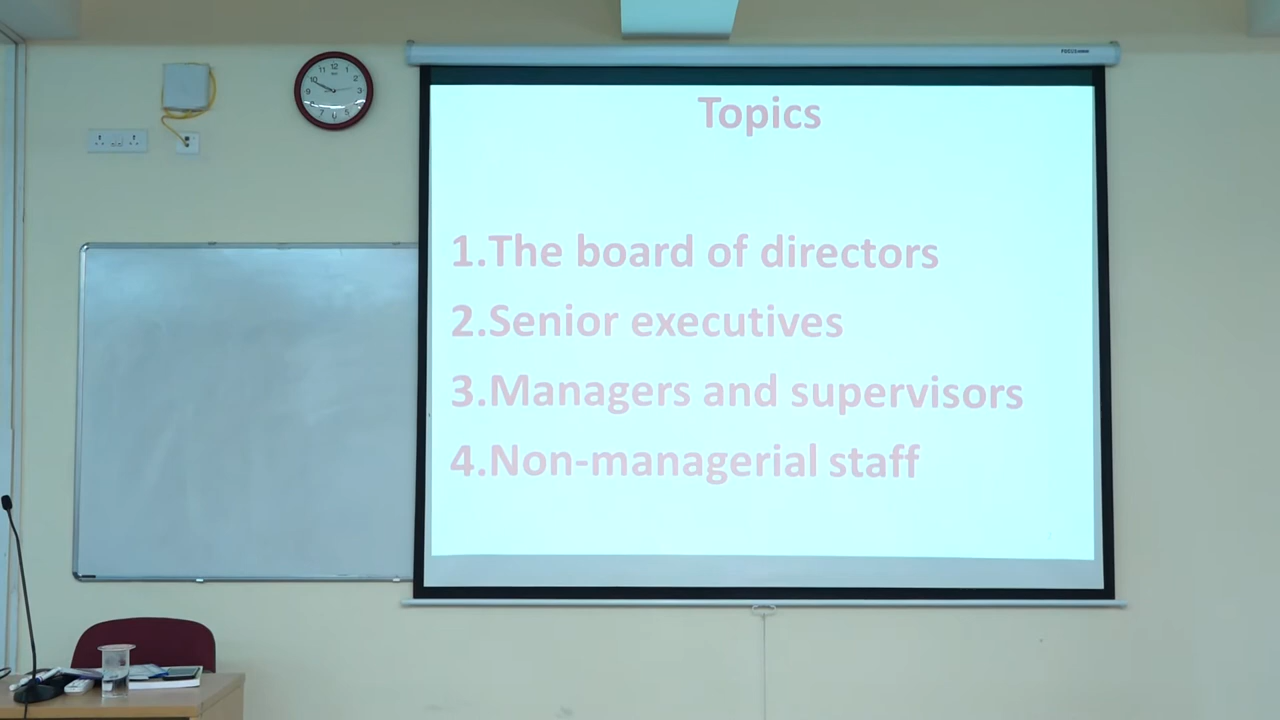 Topics
1.The board of directors
2.Senior executives
3.Managers and supervisors
4.Non-managerial staff